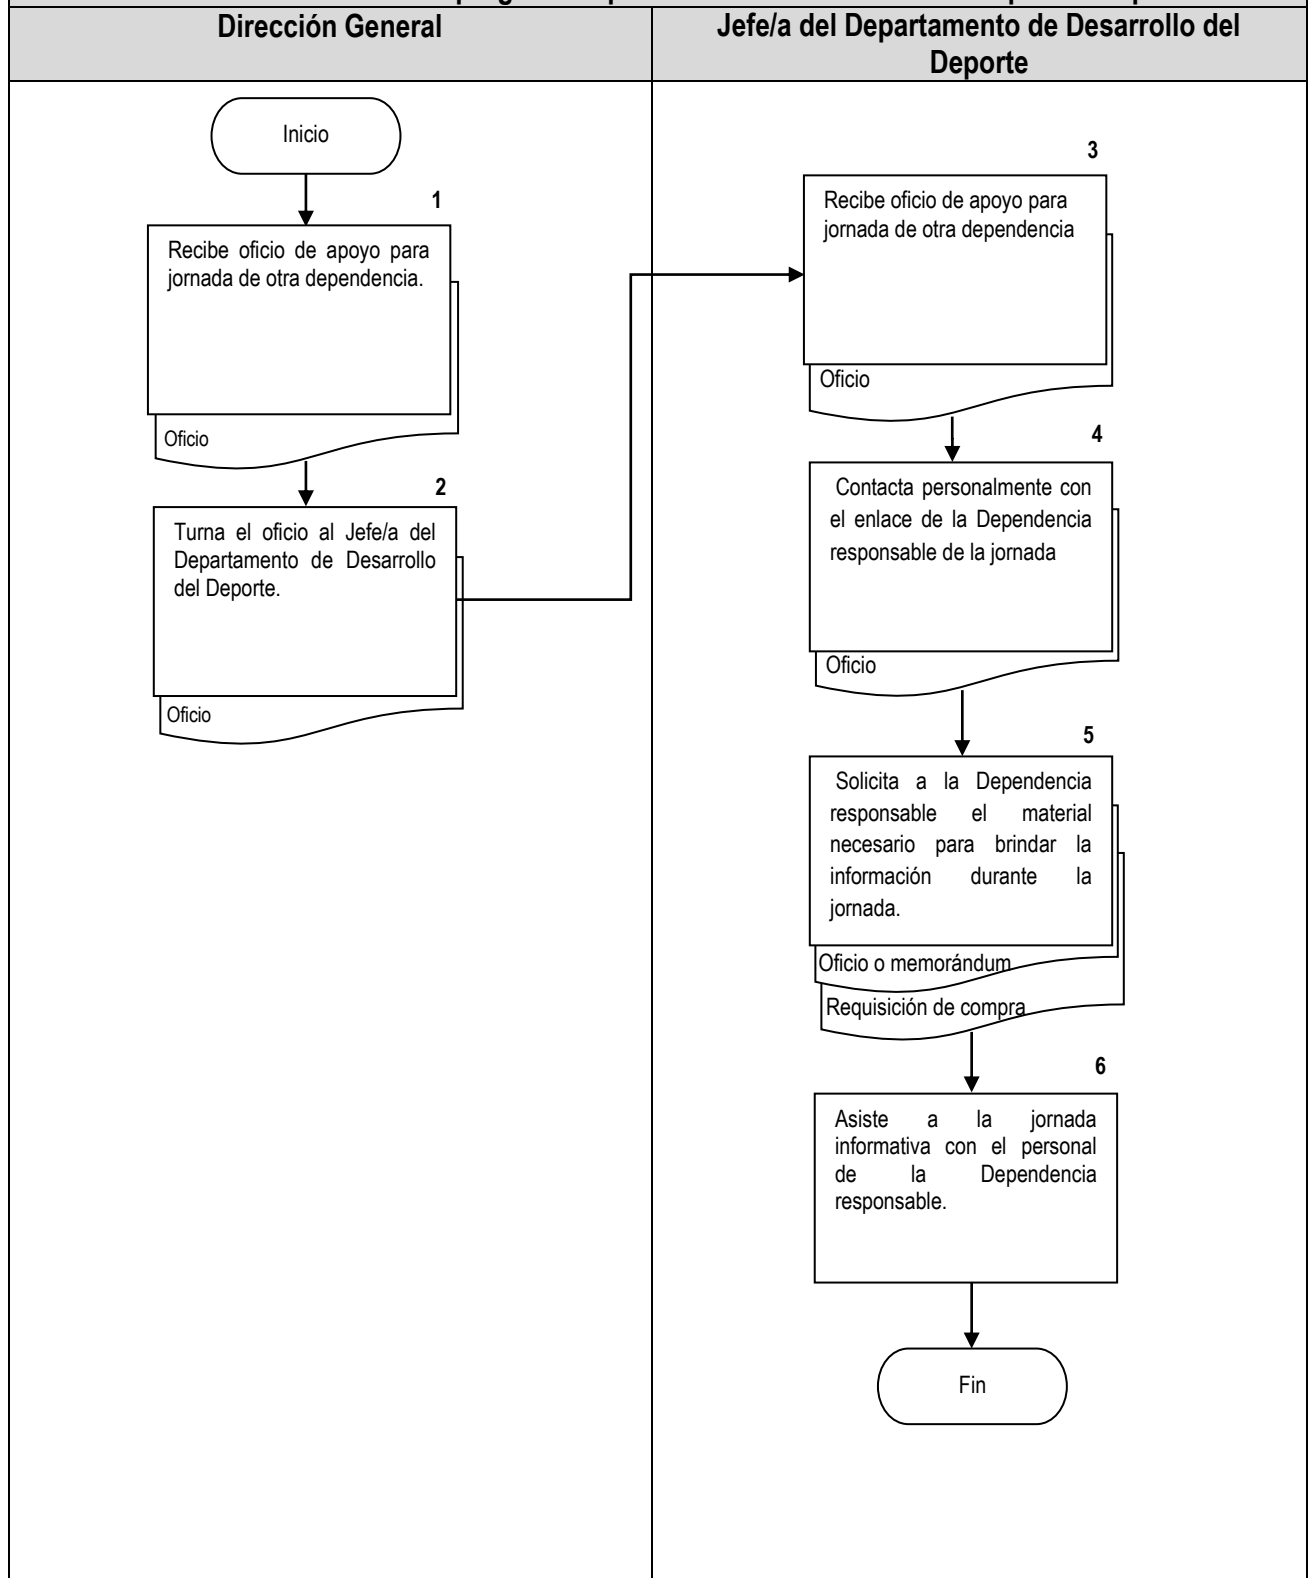 Dirección General
Jefe/a del Departamento de Desarrollo del
Deporte
Inicio
1
Recibe oficio de apoyo para
jornada de otra dependencia.
Oficio
2
Turna el oficio al Jefe/a del
Departamento de Desarrollo
del Deporte.
Oficio
3
Recibe oficio de apoyo para
jornada de otra dependencia
Oficio
4
Contacta personalmente con
el enlace de la Dependencia
responsable de la jornada
Oficio
5
Solicita a la Dependencia
responsable el material
necesario para brindar la
información durante la
jornada.
Oficio o memorándum
Requisición de compra
6
Asiste a la jornada
informativa con el personal
de la Dependencia
responsable.
Fin